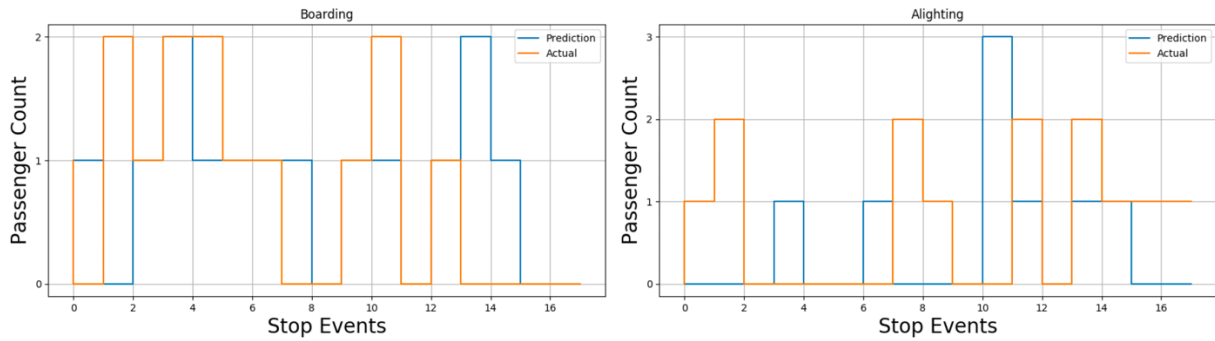 Boarding
Passenger Count
2
1
0
Prediction
Actual
0 2 4 6 8 10 12 14 16
Stop Events
Alighting
Passenger Count
3
2
1
0
Prediction
Actual
0 2 4 6 8 10 12 14 16
Stop Events